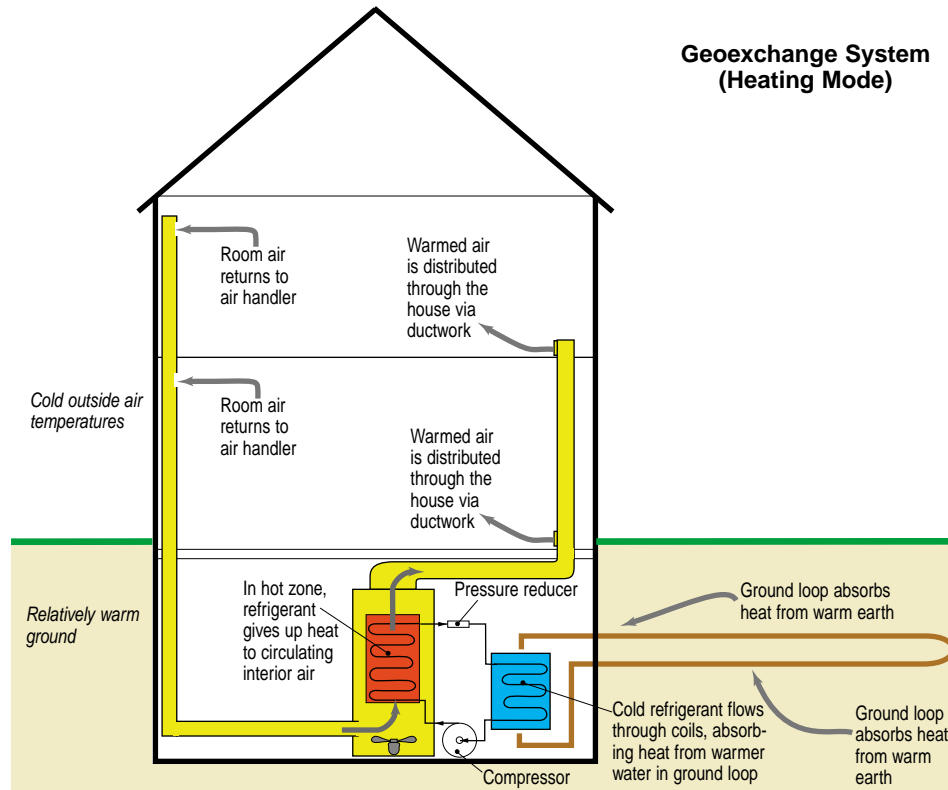 Geoexchange System
(Heating Mode)
Room air
returns to
air handler
Warmed air
is distributed
through the
house via
ductwork
Cold outside air
temperatures
Room air
returns to
air handler
Warmed air
is distributed
through the
house via
ductwork
Relatively warm
ground
In hot zone,
refrigerant
gives up heat
to circulating
interior air
Pressure reducer
Ground loop absorbs
heat from warm earth
Compressor
Cold refrigerant flows
through coils, absorb-
ing heat from warmer
water in ground loop
Ground loop
absorbs heat
from warm
earth